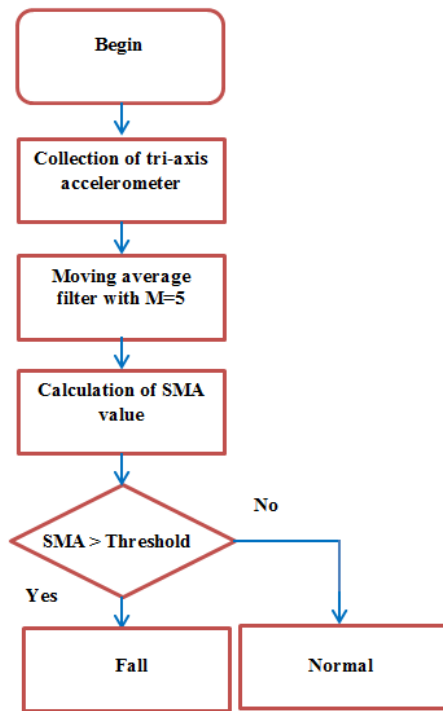 Begin
Collection of tri-axis
accelerometer
Moving average
filter with M=5
Calculation of SMA
value
SMA > Threshold
No
Yes
Fall
Normal